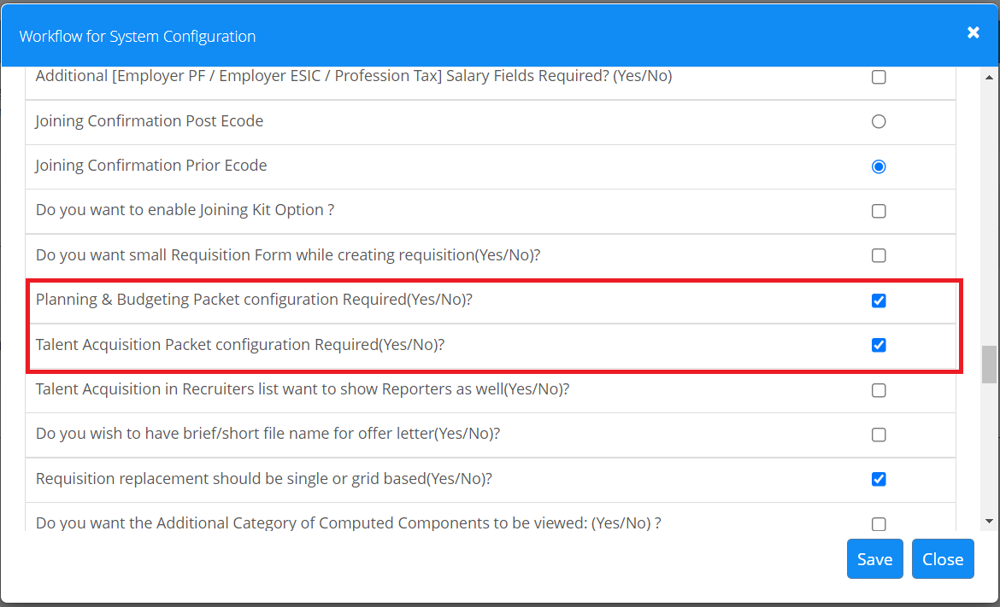 Workflow for System Configuration
Additional [Employer PF / Employer ESIC / Profession Tax] Salary Fields Required? (Yes/No)
Joining Confirmation Post Ecode
Joining Confirmation Prior Ecode
Do you want to enable Joining Kit Option ?
Do you want small Requisition Form while creating requisition(Yes/No)?
Planning & Budgeting Packet configuration Required(Yes/No)?
Talent Acquisition Packet configuration Required(Yes/No)?
Talent Acquisition in Recruiters list want to show Reporters as well(Yes/No)?
Do you wish to have brief/short file name for offer letter(Yes/No)?
Requisition replacement should be single or grid based(Yes/No)?
Do you want the Additional Category of Computed Components to be viewed: (Yes/No) ?
Save Close